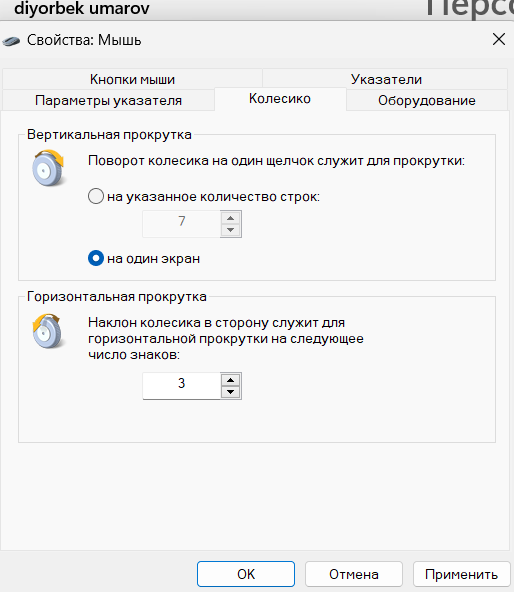 diyorbek umarov
Персо
Свойства: Мышь
Кнопки мыши
Указатели
Параметры указателя
Колесико
Оборудование
Вертикальная прокрутка
Поворот колесика на один щелчок служит для прокрутки:
на указанное количество строк:
7
на один экран
Горизонтальная прокрутка
Наклон колесика в сторону служит для
горизонтальной прокрутки на следующее
число знаков:
3
ОК
Отмена
Применить